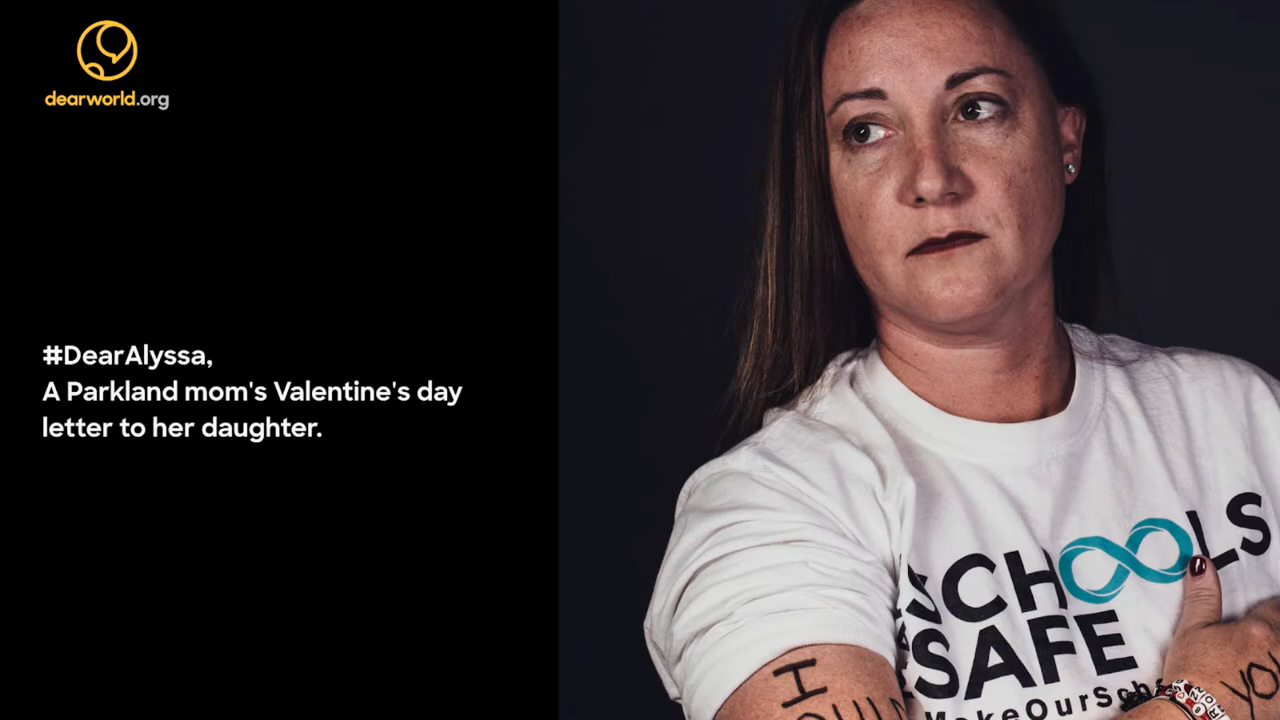 dearworld.org
#DearAlyssa,
A Parkland mom's Valentine's day
letter to her daughter.
SCHOOLS
SAFE
I